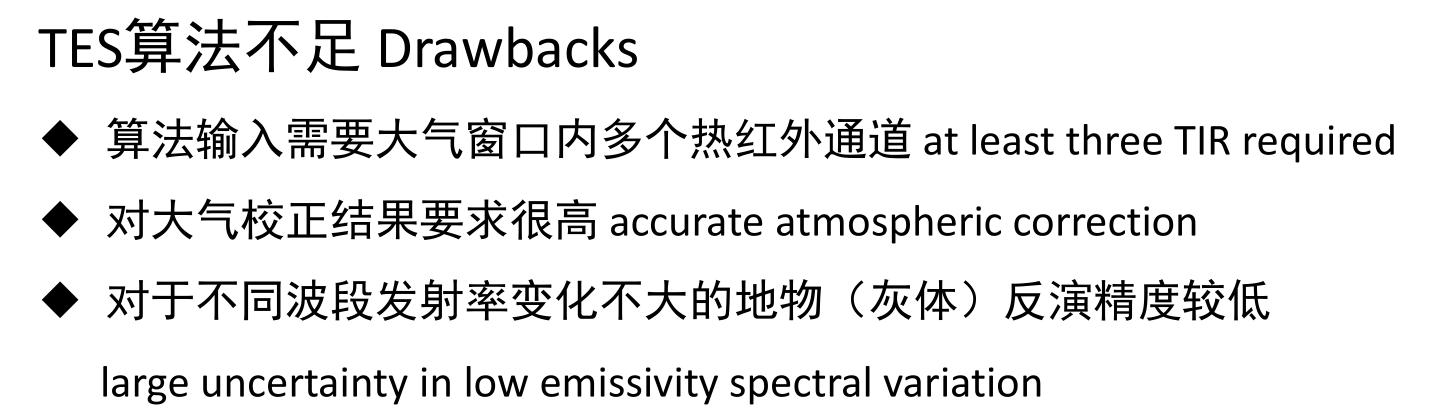 TES算法不足 Drawbacks
◆ 算法输入需要大气窗口内多个热红外通道 at least three TIR required
◆ 对大气校正结果要求很高 accurate atmospheric correction
◆ 对于不同波段发射率变化不大的地物（灰体）反演精度较低
large uncertainty in low emissivity spectral variation